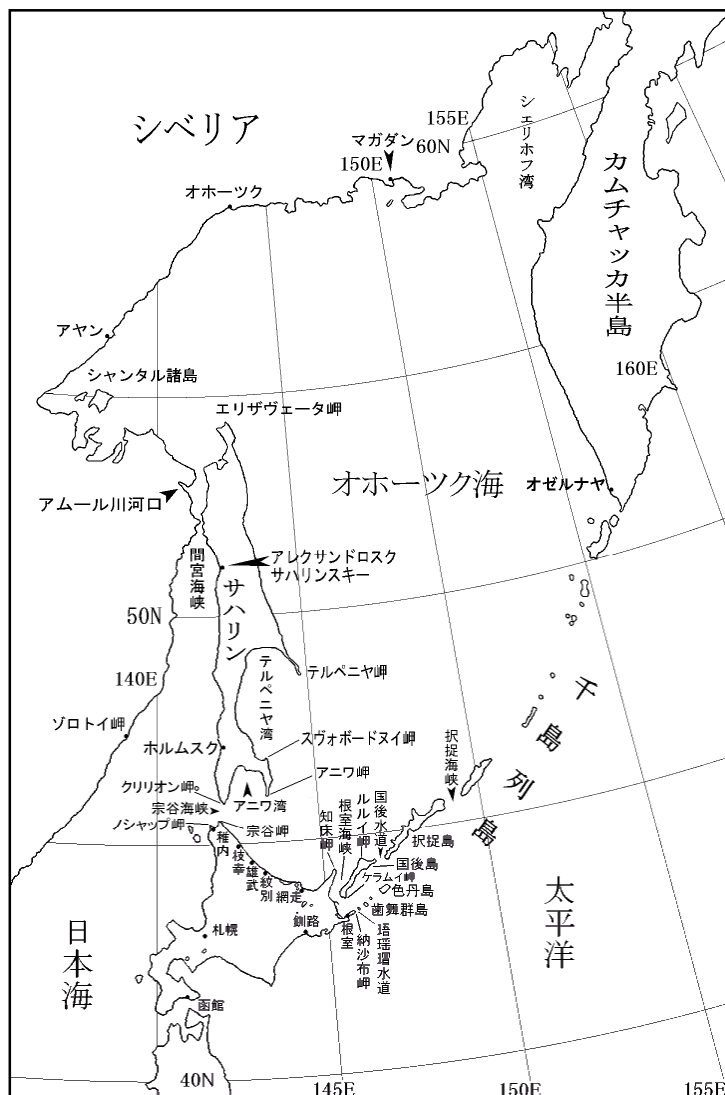 シベリア
155E
マガダン
60N
150E
シェリホフ湾
オホーツク
カムチャッカ半島
アヤン
160E
シャンタル諸島
エリザヴェータ岬
オホーツク海
オゼルナヤ
アムール川河口
間宮海峡
アレクサンドロスク
サハリンスキー
サハリン
50N
テルペニヤ湾
テルペニヤ岬
140E
千島列島
ゾロトイ岬
スヴォボードヌイ岬
ホルムスク
択捉海峡
アニワ岬
クリリオン岬
アニワ湾
宗谷海峡
ノシャップ岬
宗谷岬
稚内
枝幸
雄武
紋別
網走
知床岬
根室海峡
ルルイ岬
国後水道
択捉島
国後島
ケラムイ岬
色丹島
歯舞群島
札幌
釧路
根室
納沙布岬
珸瑶瑁水道
太平洋
日本海
函館
40N
145E
150E
155E